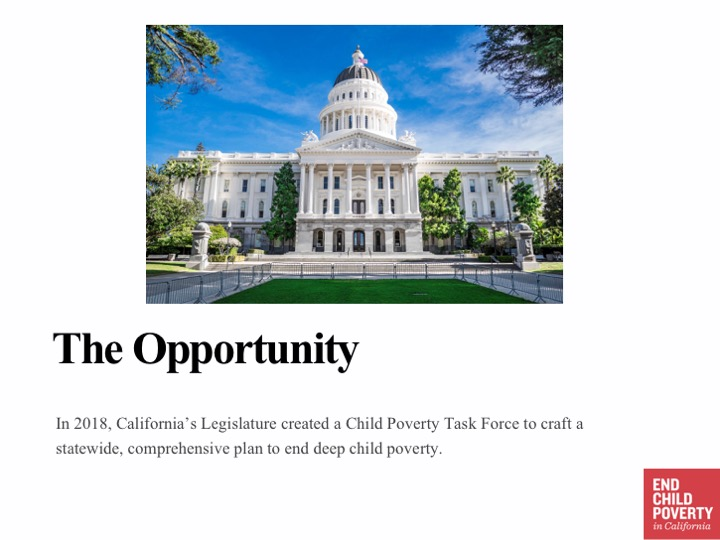 The Opportunity
In 2018, California’s Legislature created a Child Poverty Task Force to craft a
statewide, comprehensive plan to end deep child poverty.
END
CHILD
POVERTY
in California